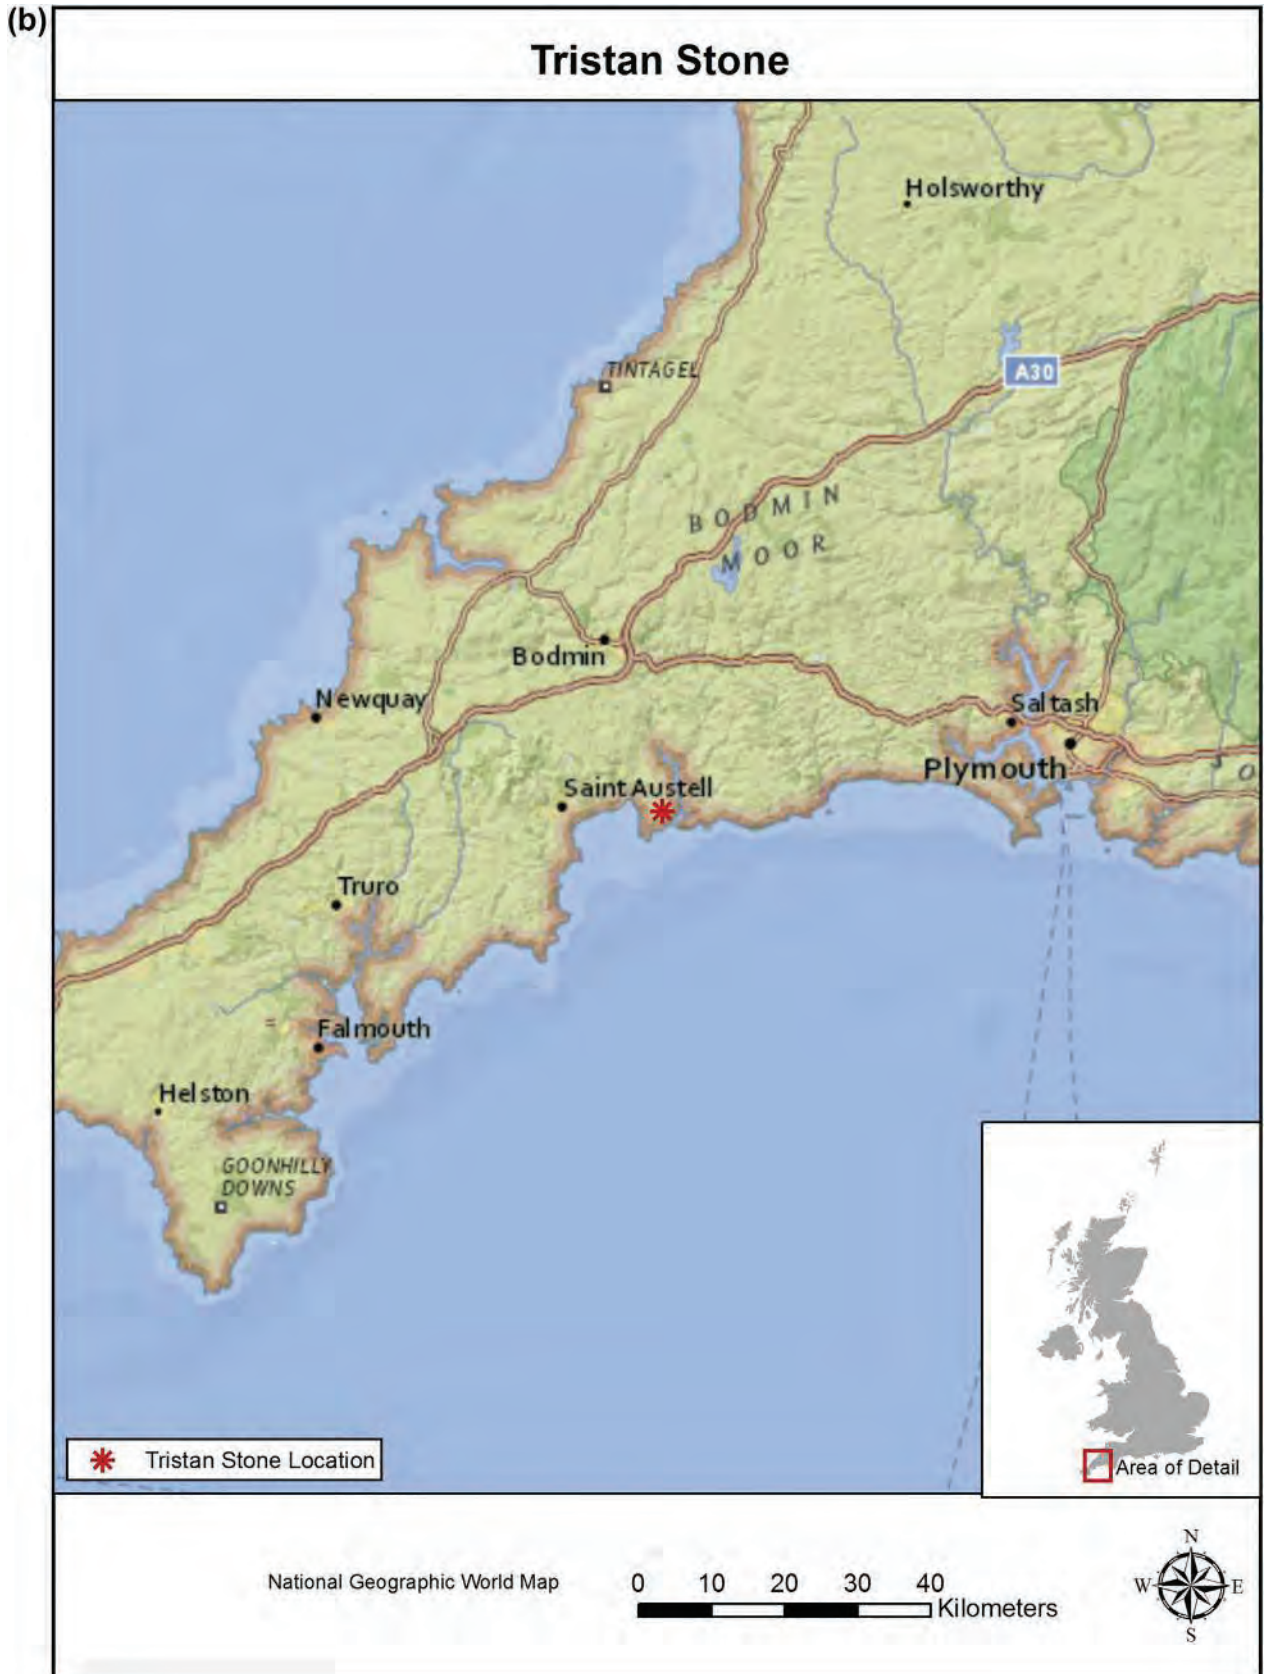 (b)
Tristan Stone
Holsworthy
TINTAGEL
A30
BODMIN
MOOR
Bodmin
Newquay
Saltash
Plymouth
Saint Austell
Truro
Falmouth
Helston
GOONHILLY
DOWNS
O
Tristan Stone Location
Area of Detail
National Geographic World Map
0 10 20 30 40
Kilometers
N
W E
S